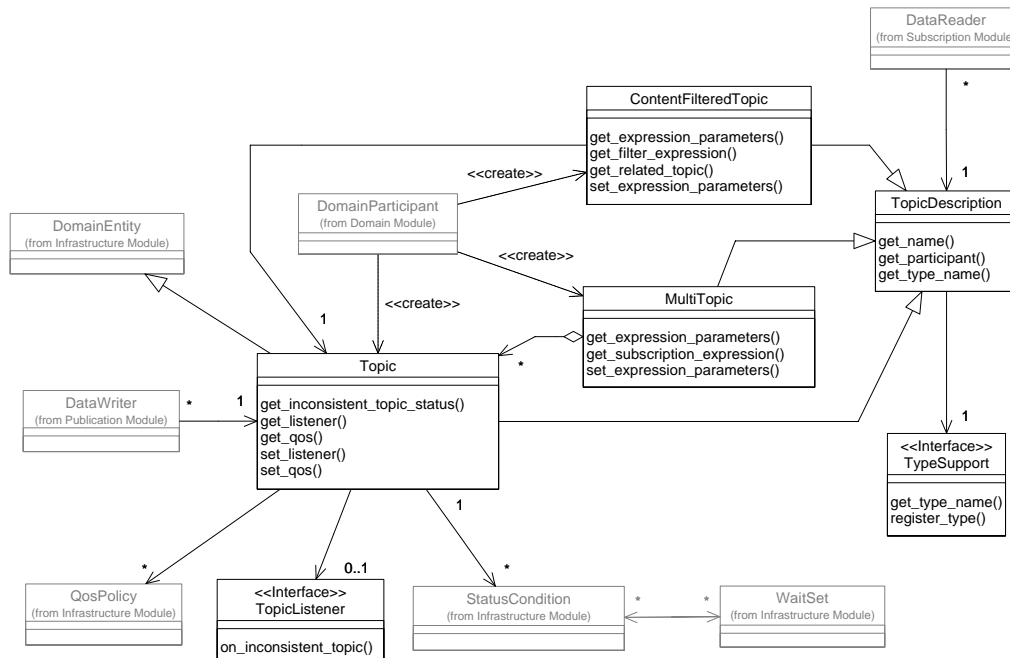 DataReader
(from Subscription Module)
*
1
ContentFilteredTopic
get_expression_parameters()
get_filter_expression()
get_related_topic()
set_expression_parameters()
<<create>>
DomainParticipant
(from Domain Module)
TopicDescription
get_name()
get_participant()
get_type_name()
DomainEntity
(from Infrastructure Module)
<<create>>
<<create>>
MultiTopic
get_expression_parameters()
get_subscription_expression()
set_expression_parameters()
1
*
Topic
get_inconsistent_topic_status()
get_listener()
get_qos()
set_listener()
set_qos()
DataWriter
(from Publication Module)
*
1
1
<<Interface>>
TypeSupport
get_type_name()
register_type()
1
*
0..1
*
QosPolicy
(from Infrastructure Module)
<<Interface>>
TopicListener
on_inconsistent_topic()
StatusCondition
(from Infrastructure Module)
*
*
WaitSet
(from Infrastructure Module)